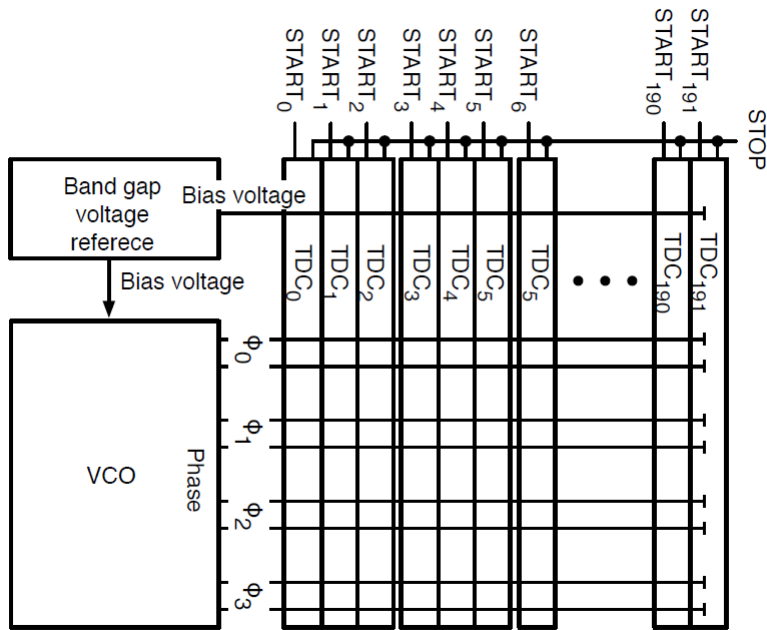 START0
START1
START2
START3
START4
START5
START6
START190
START191
STOP
Band gap
voltage
referece
Bias voltage
Bias voltage
TDC0
TDC1
TDC2
TDC3
TDC4
TDC5
TDC5
TDC190
TDC191
VCO
Phase
Φ0
Φ1
Φ2
Φ3